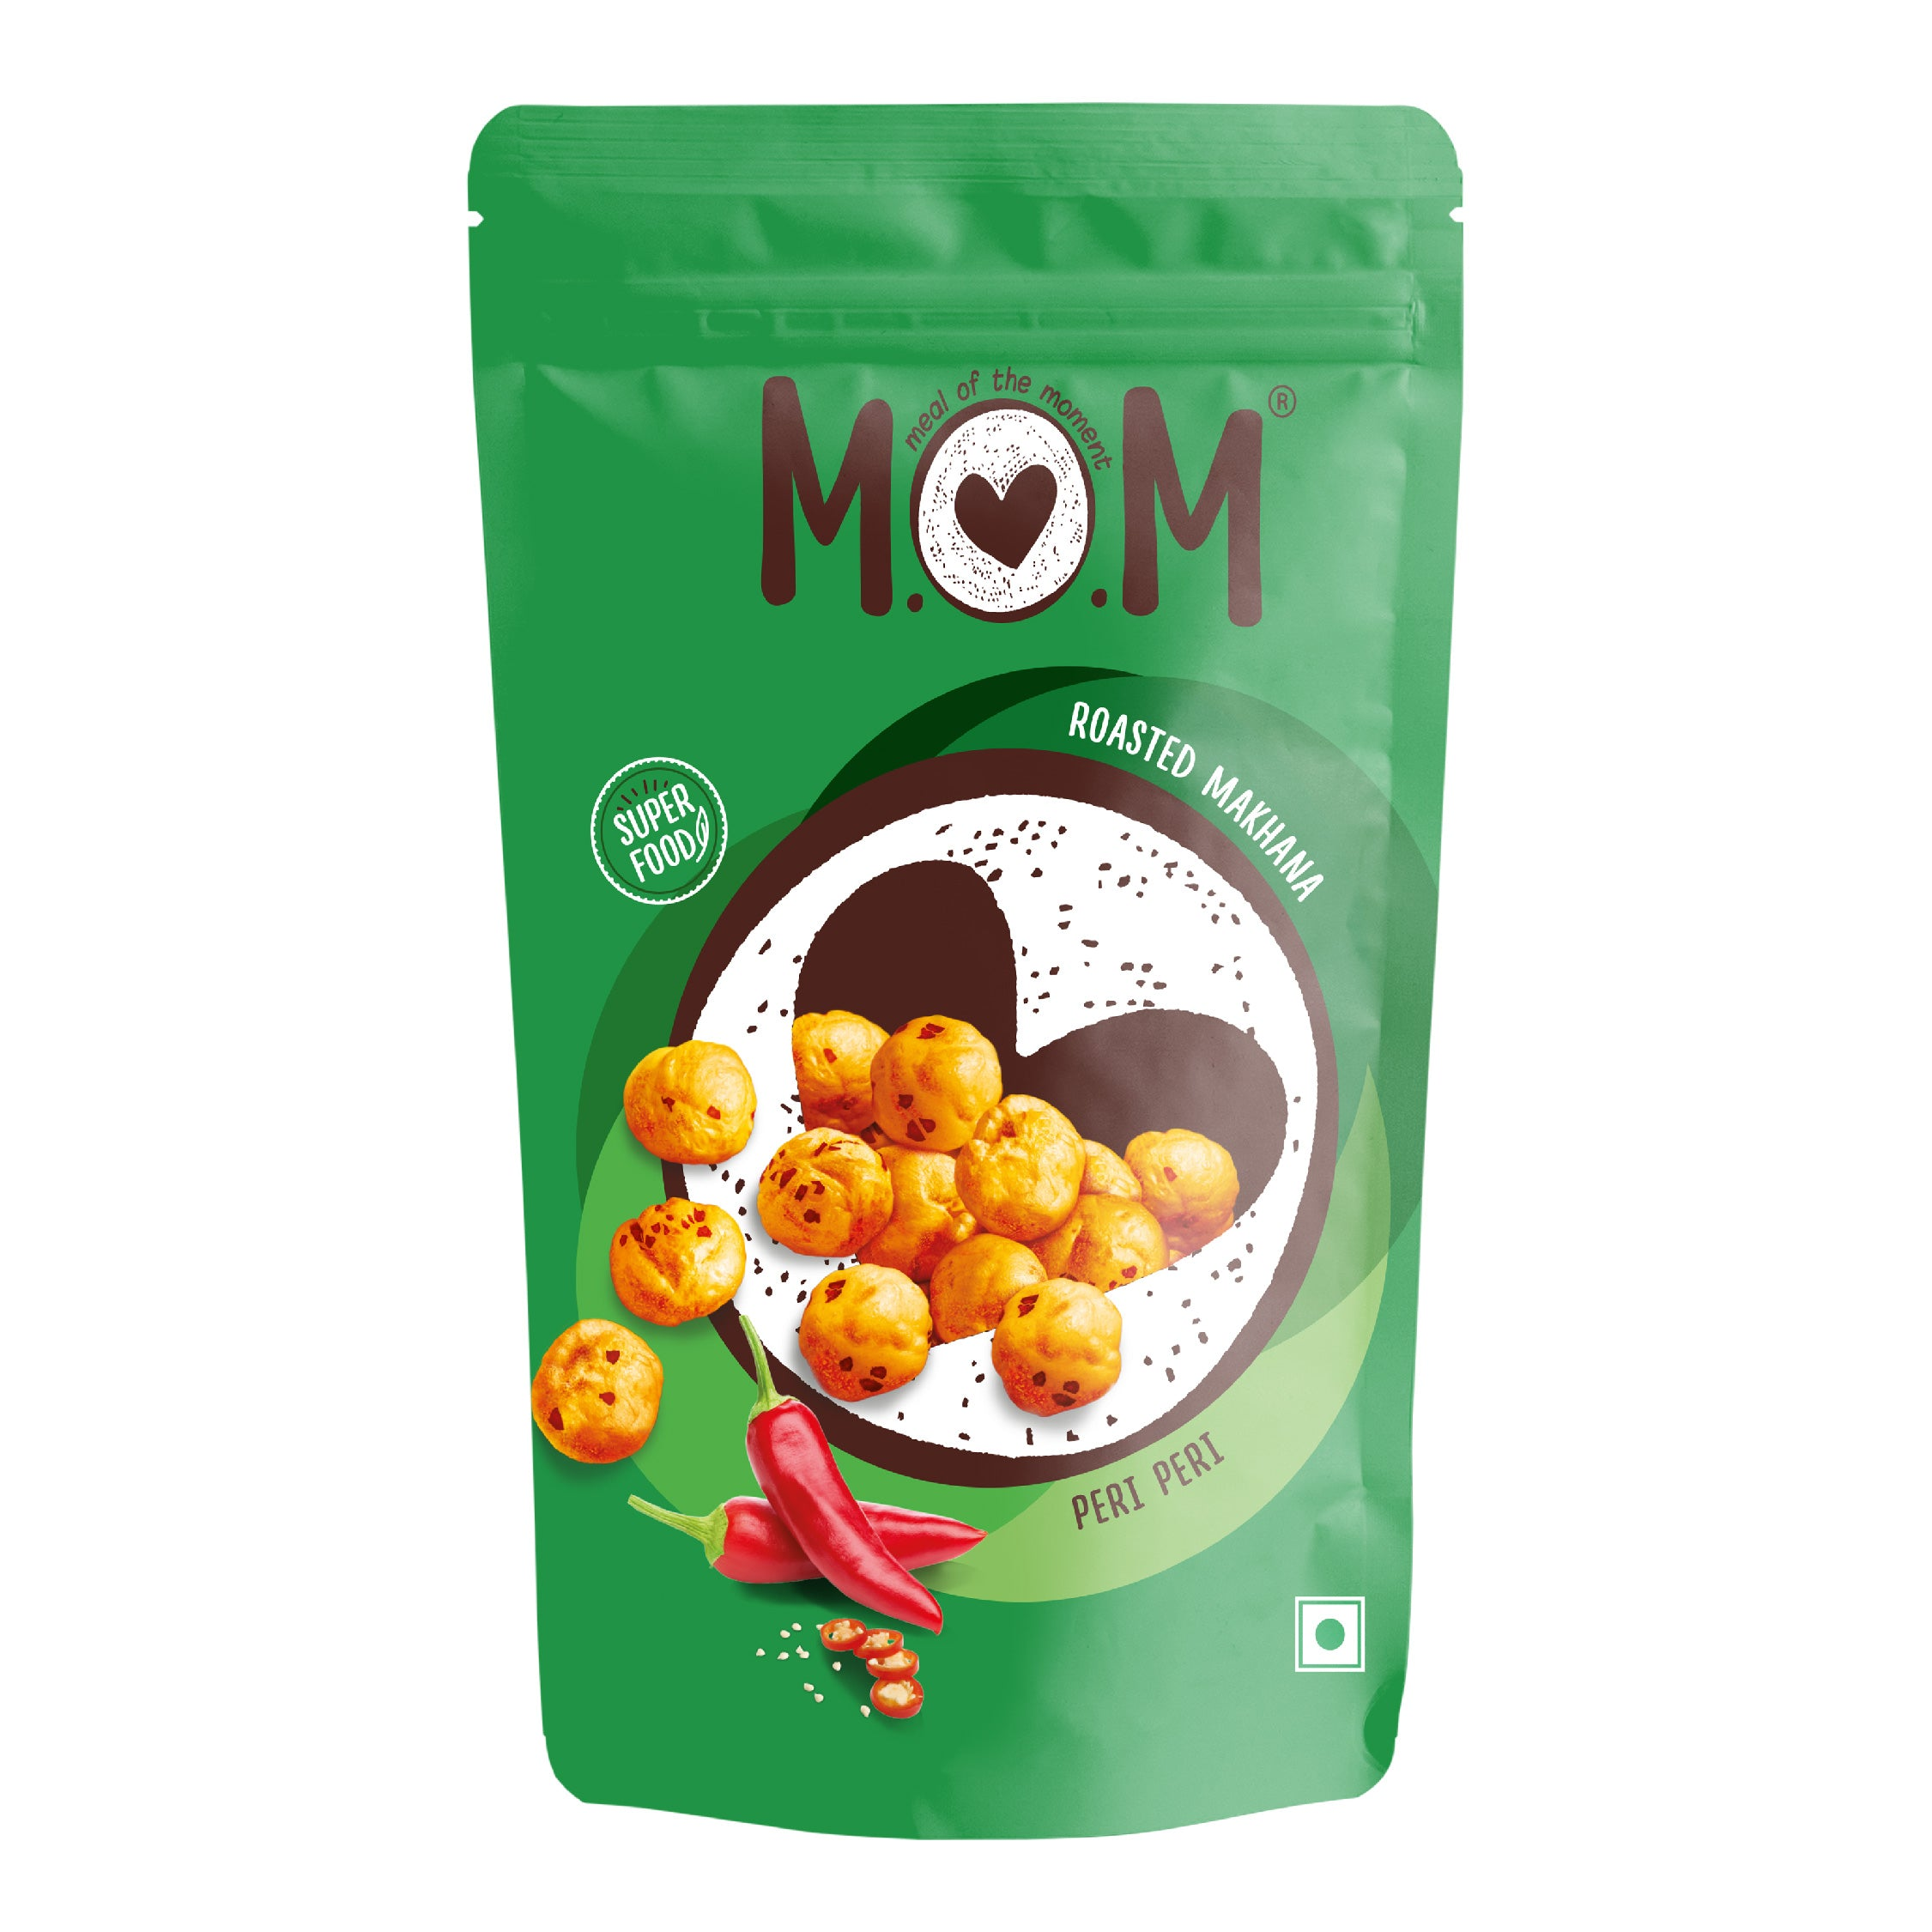 meal of the moment
M.O.M®
ROASTED MAKHANA
SUPER
FOOD
PERI PERI